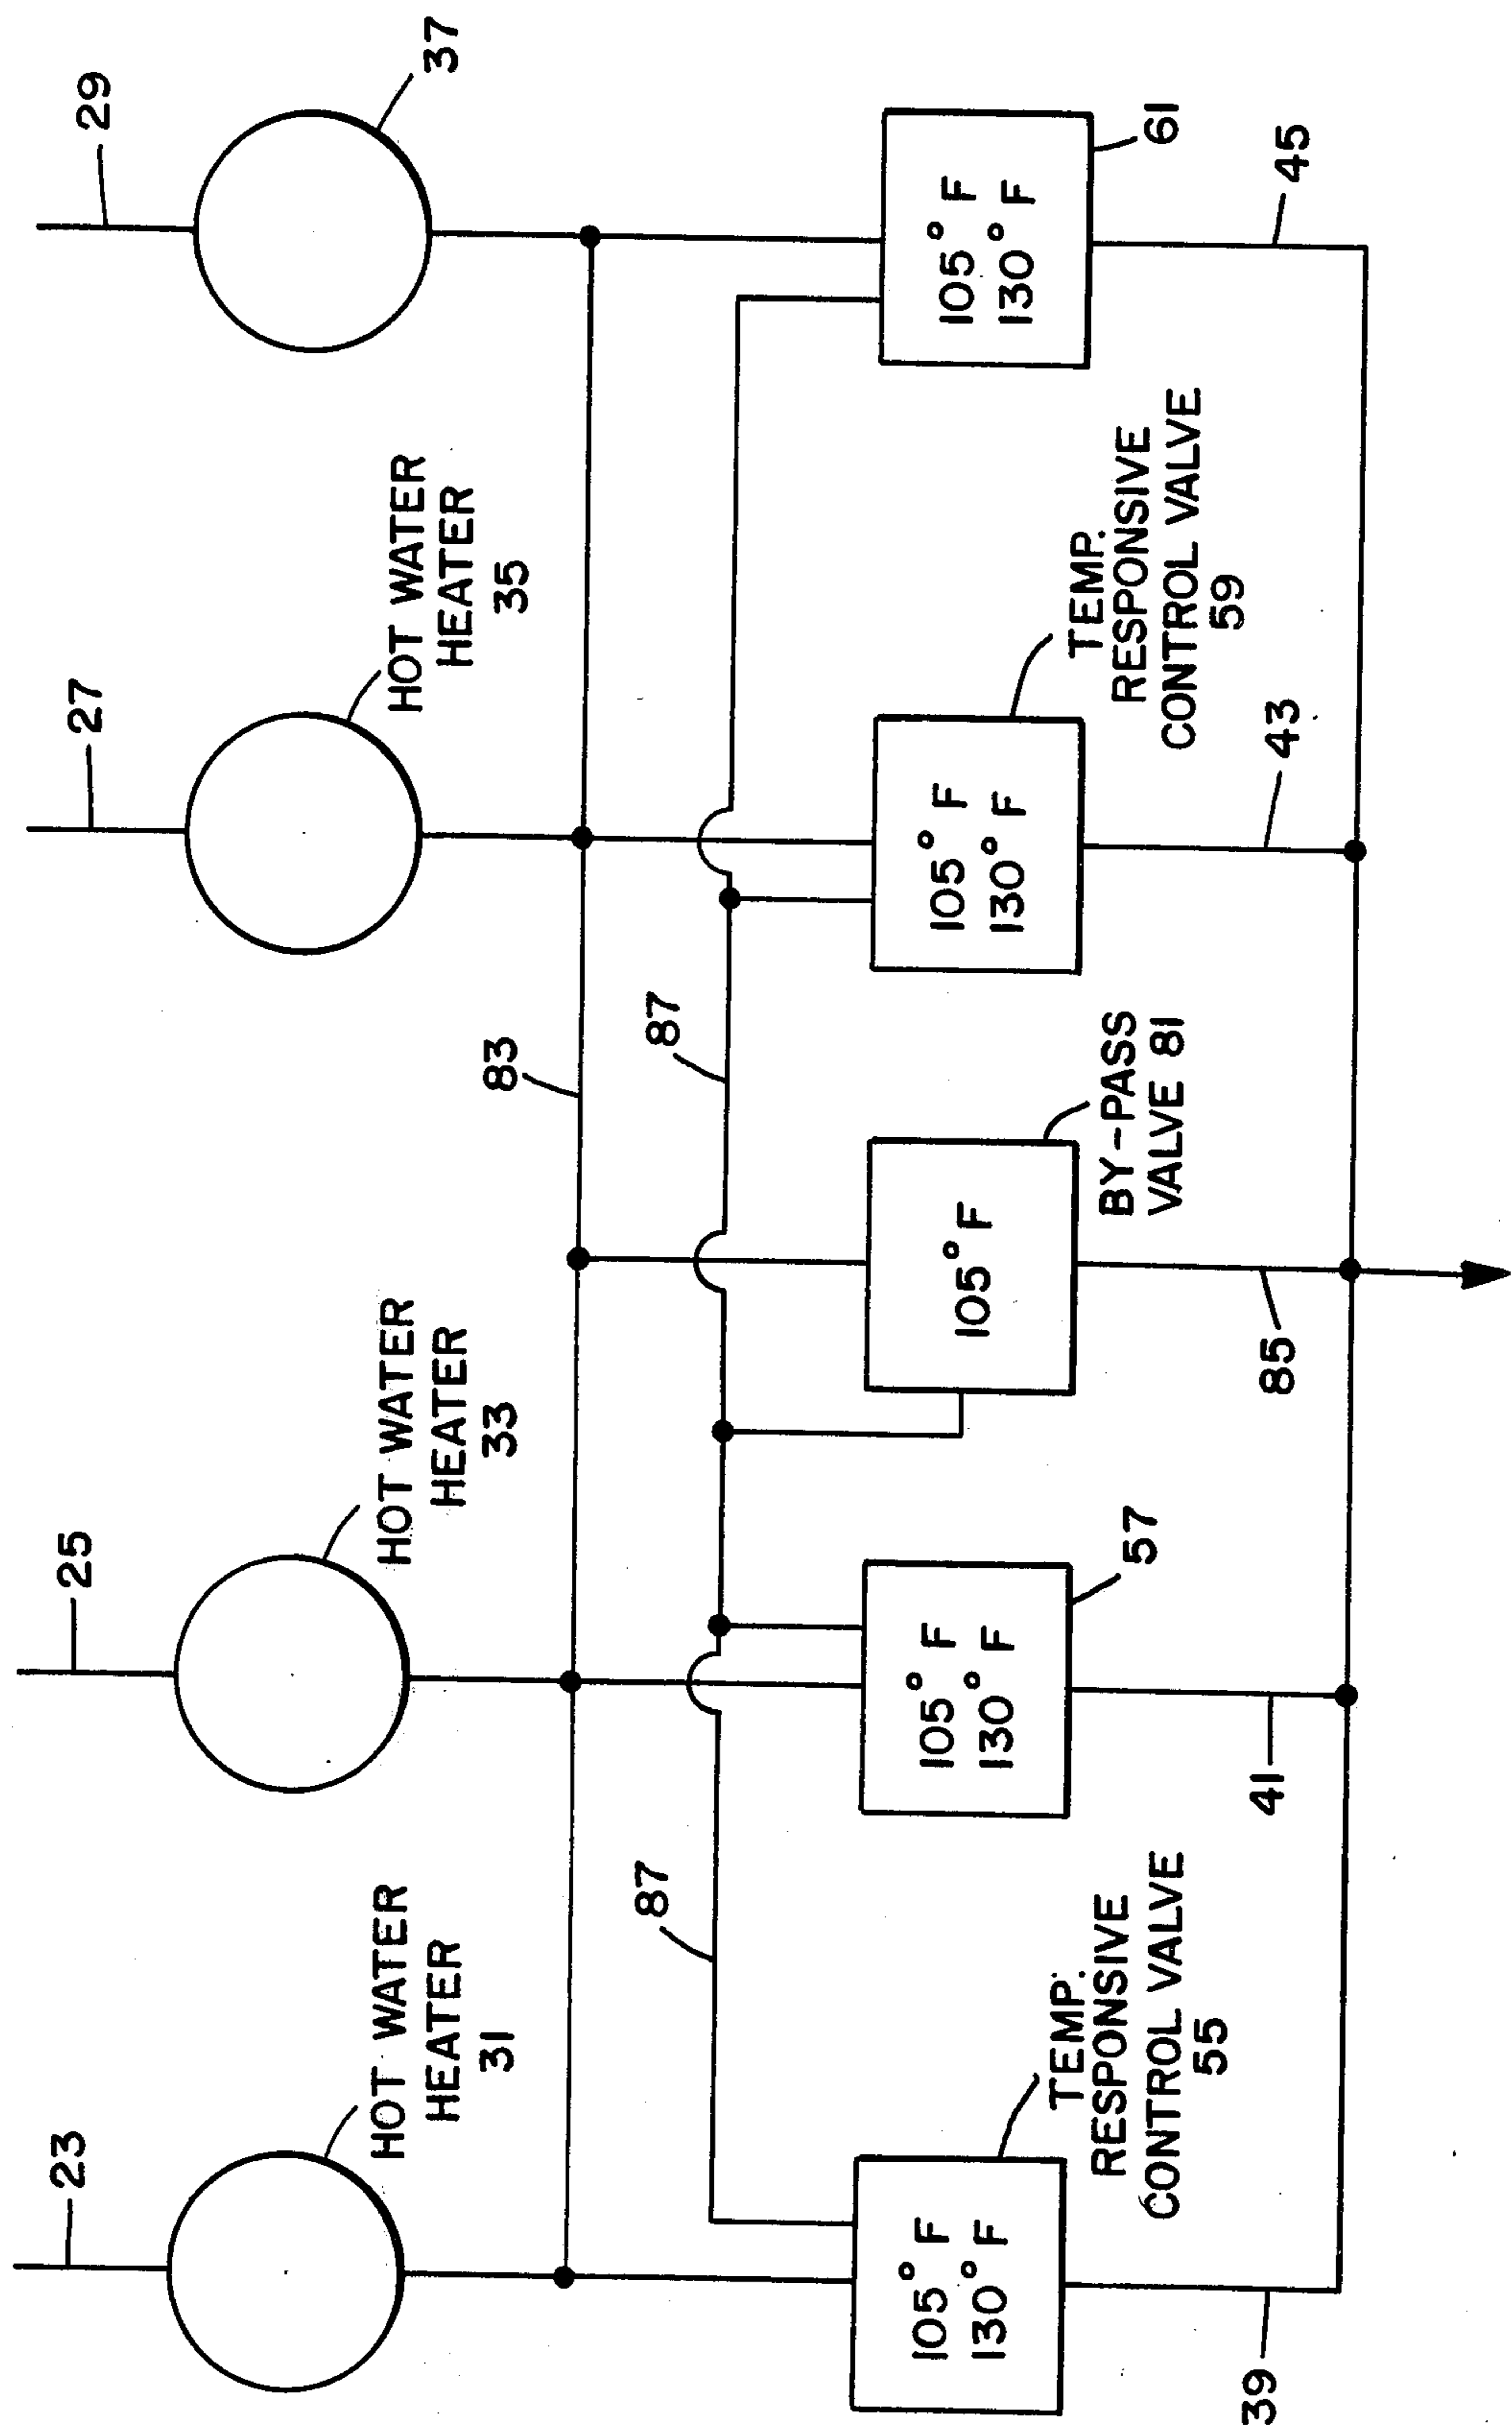 23
25
27
29
HOT WATER
HEATER
31
HOT WATER
HEATER
33
HOT WATER
HEATER
35
37
83
87
87
105° F
130° F
105° F
130° F
105° F
105° F
130° F
105° F
130° F
TEMP.
RESPONSIVE
CONTROL VALVE
55
57
BY-PASS
VALVE 81
TEMP.
RESPONSIVE
CONTROL VALVE
59
61
39
41
85
43
45